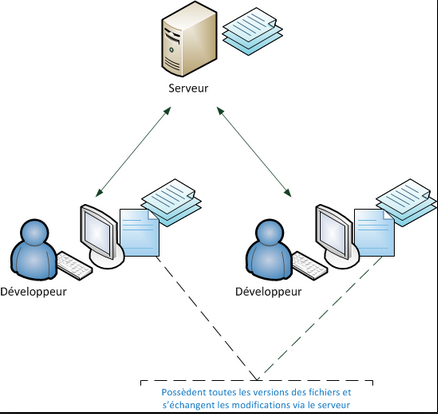 Serveur
Développeur
Développeur
Possèdent toutes les versions des fichiers et
s'échangent les modifications via le serveur